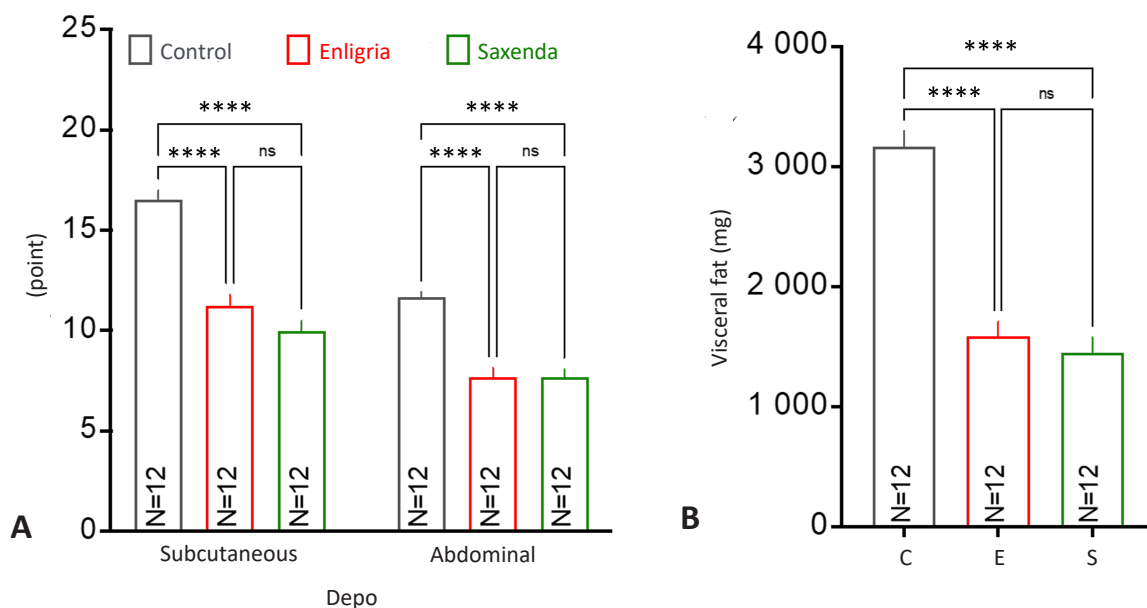 25
20
15
10
5
0
(point)
Control Enligria Saxenda
****
****
**** ns
**** ns
N=12 N=12 N=12 N=12 N=12 N=12
Subcutaneous Abdominal
Depo
A
4 000
3 000
2 000
1 000
0
Visceral fat (mg)
****
**** ns
N=12 N=12 N=12
C E S
B